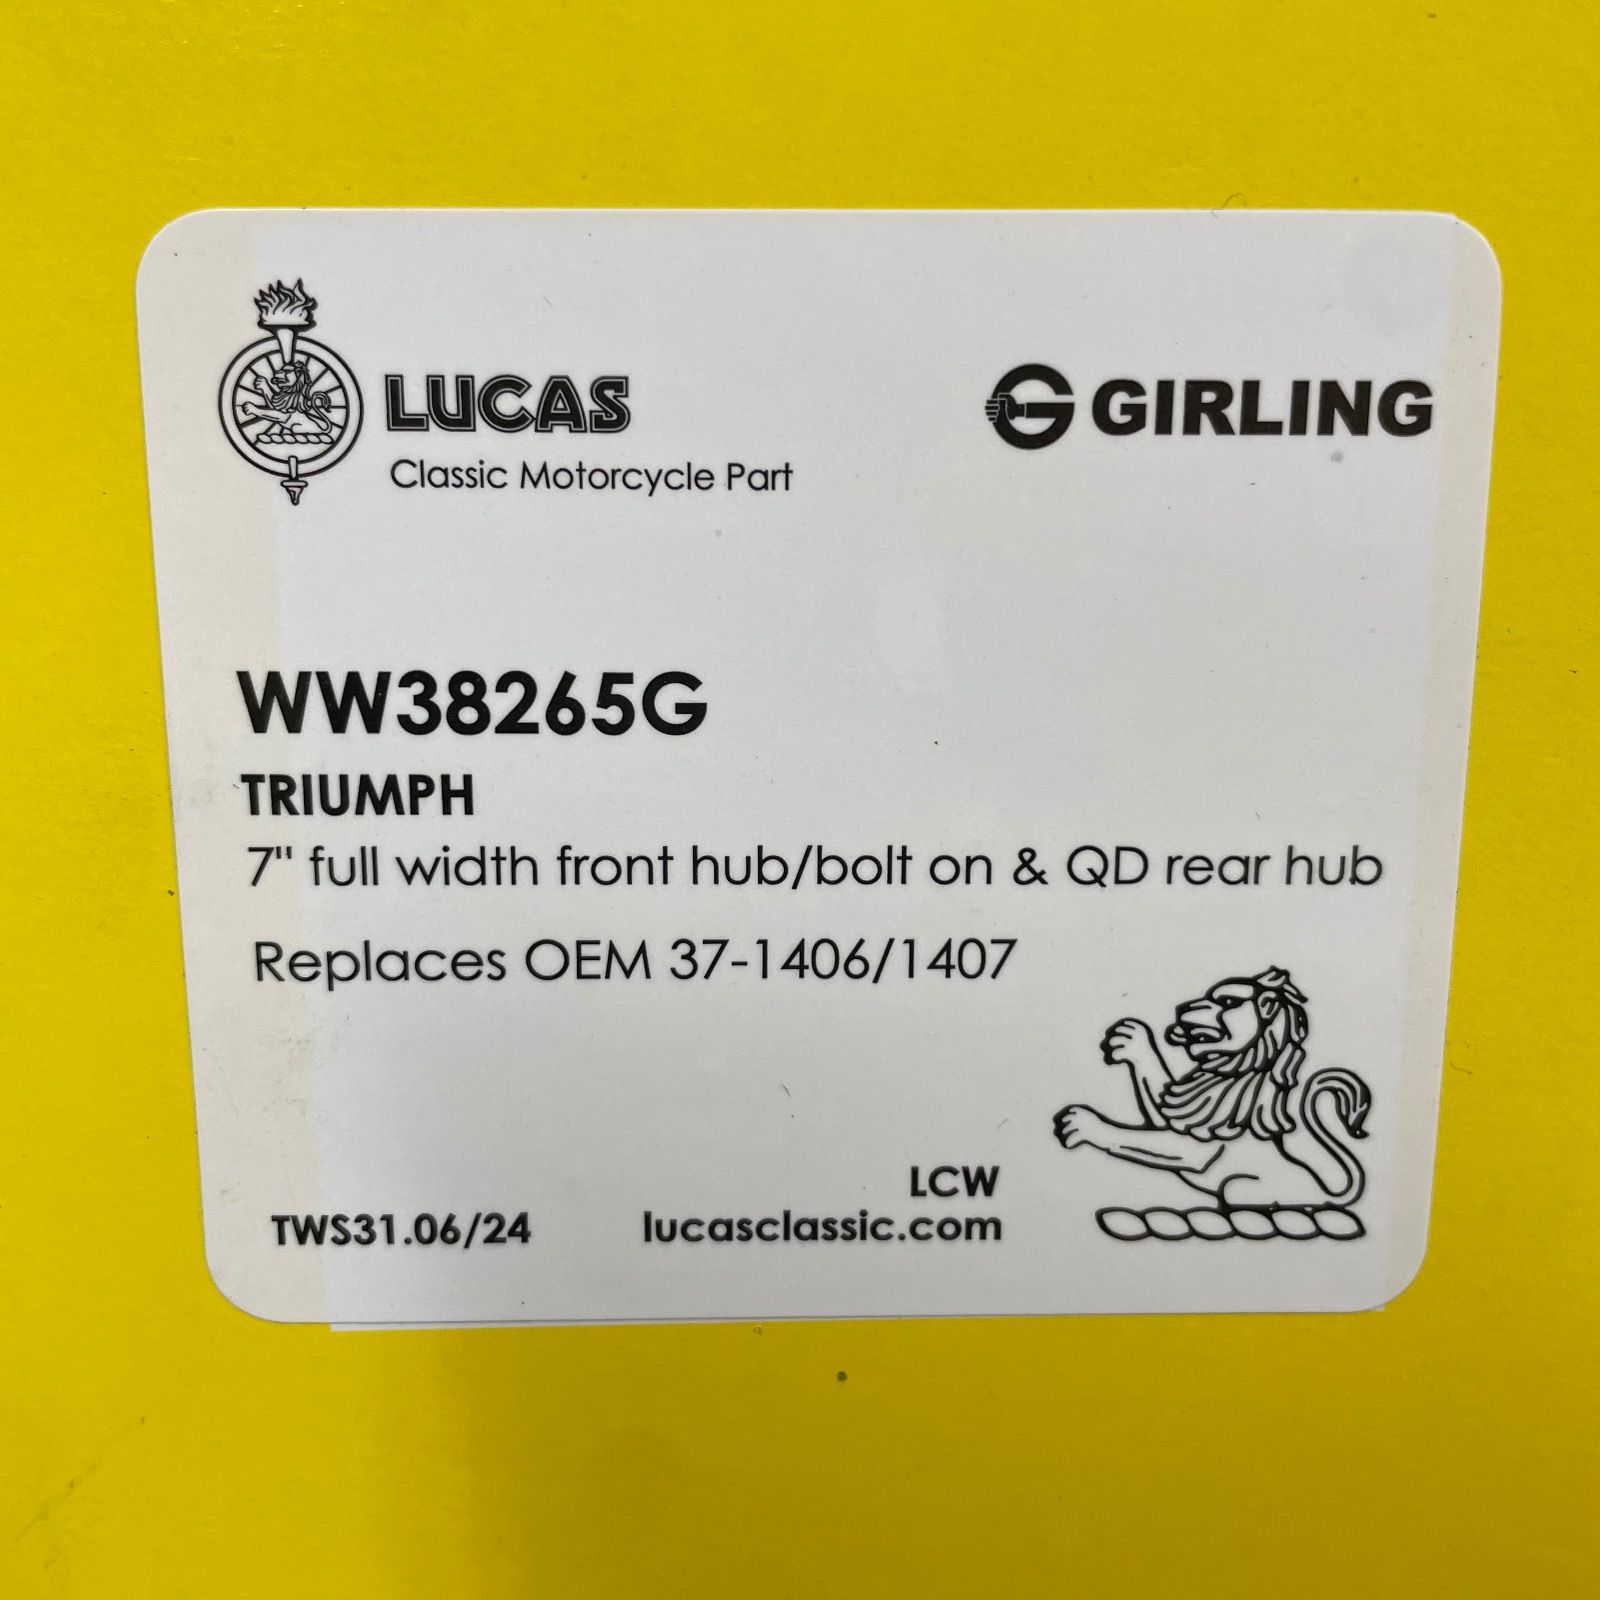 LUCAS
Classic Motorcycle Part
GIRLING
WW38265G
TRIUMPH
7" full width front hub/bolt on & QD rear hub
Replaces OEM 37-1406/1407
LCW
TWS31.06/24 lucasclassic.com